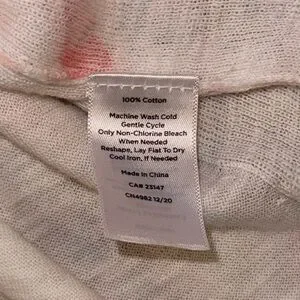 100% Cotton
Machine Wash Cold
Gentle Cycle
Only Non-Chlorine Bleach
When Needed
Reshape, Lay Flat To Dry
Cool Iron, If Needed
Made In China
CA# 23147
CN4982 12/20